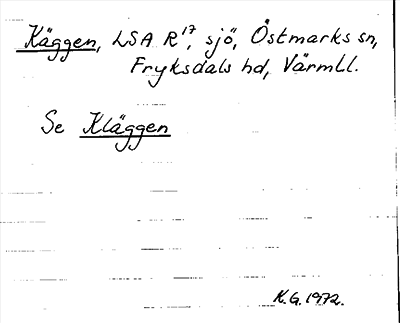 Käggen, LSA R¹⁷, sjö, Östmarks sn,
Fryksdals hd, Värmll.
Se Kläggen
K.G. 1972.